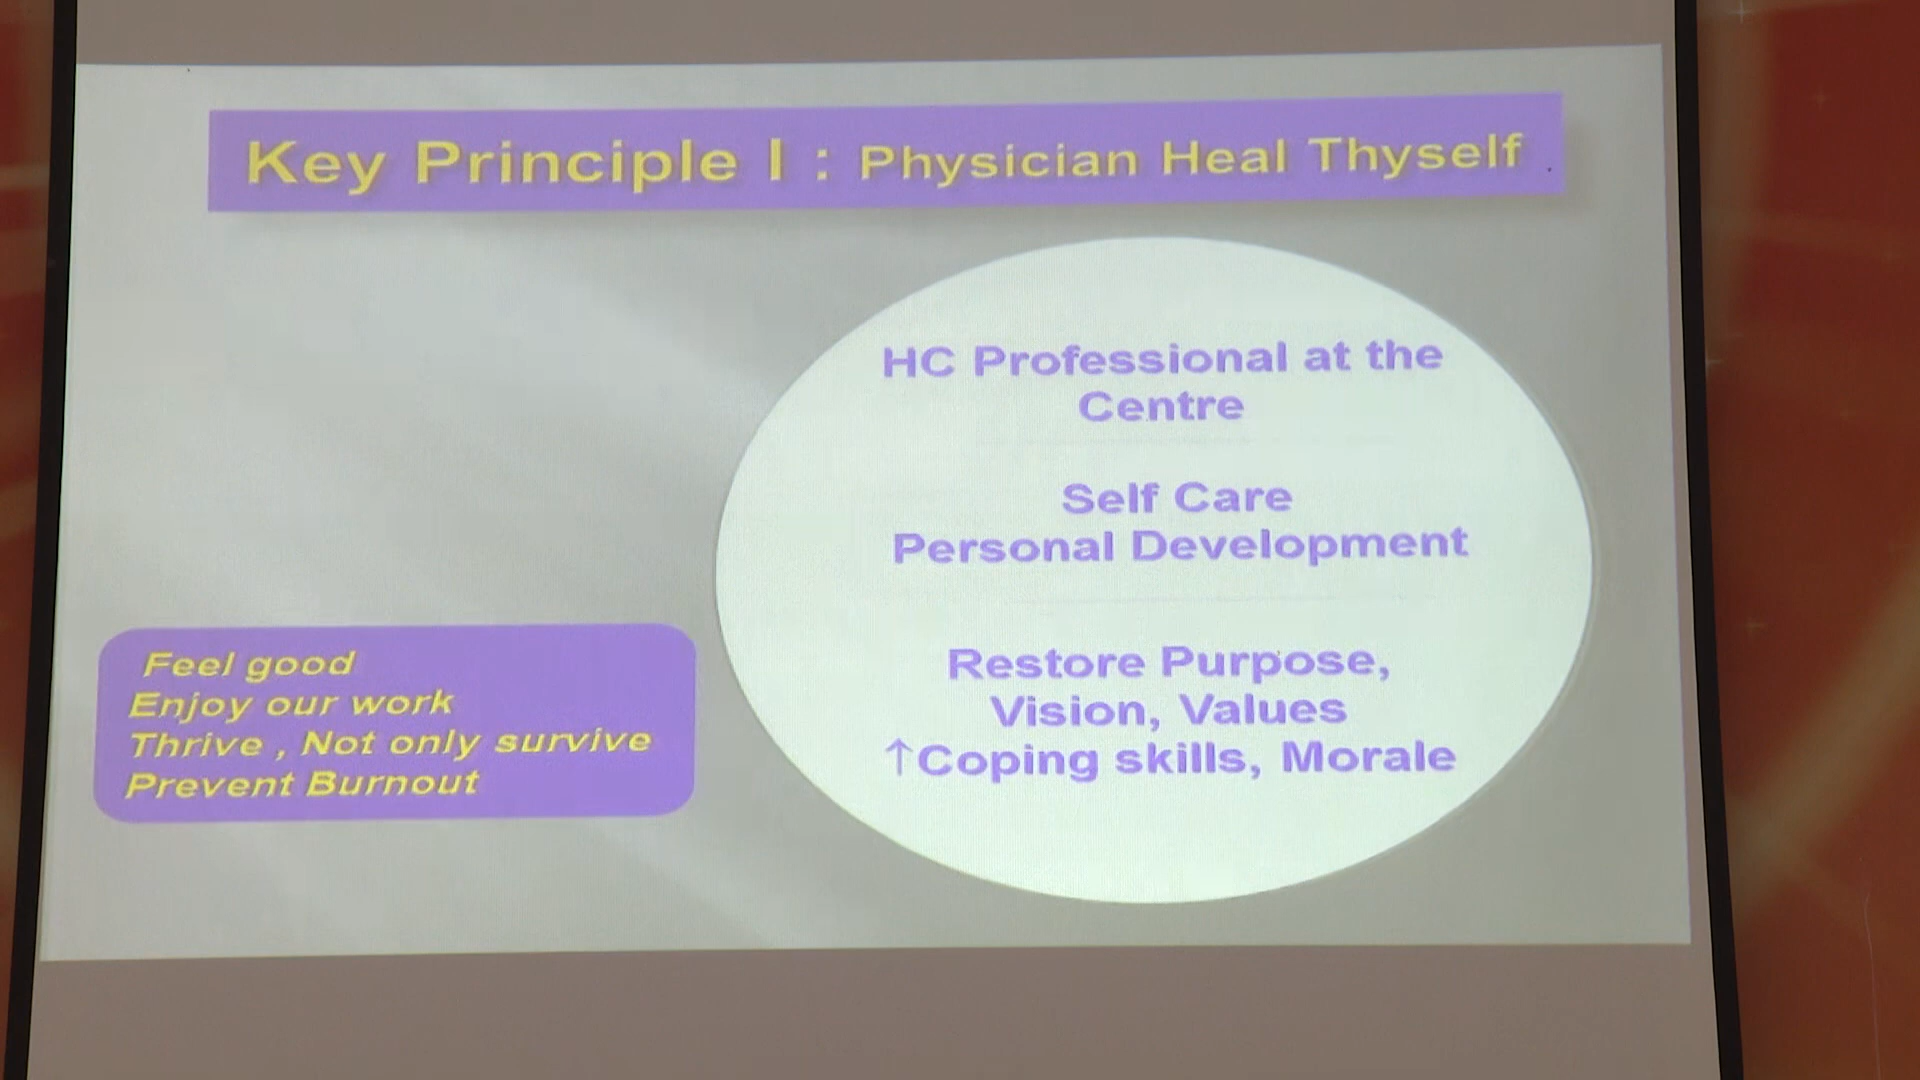 Key Principle I : Physician Heal Thyself
HC Professional at the
Centre
Self Care
Personal Development
Restore Purpose,
Vision, Values
↑Coping skills, Morale
Feel good
Enjoy our work
Thrive , Not only survive
Prevent Burnout